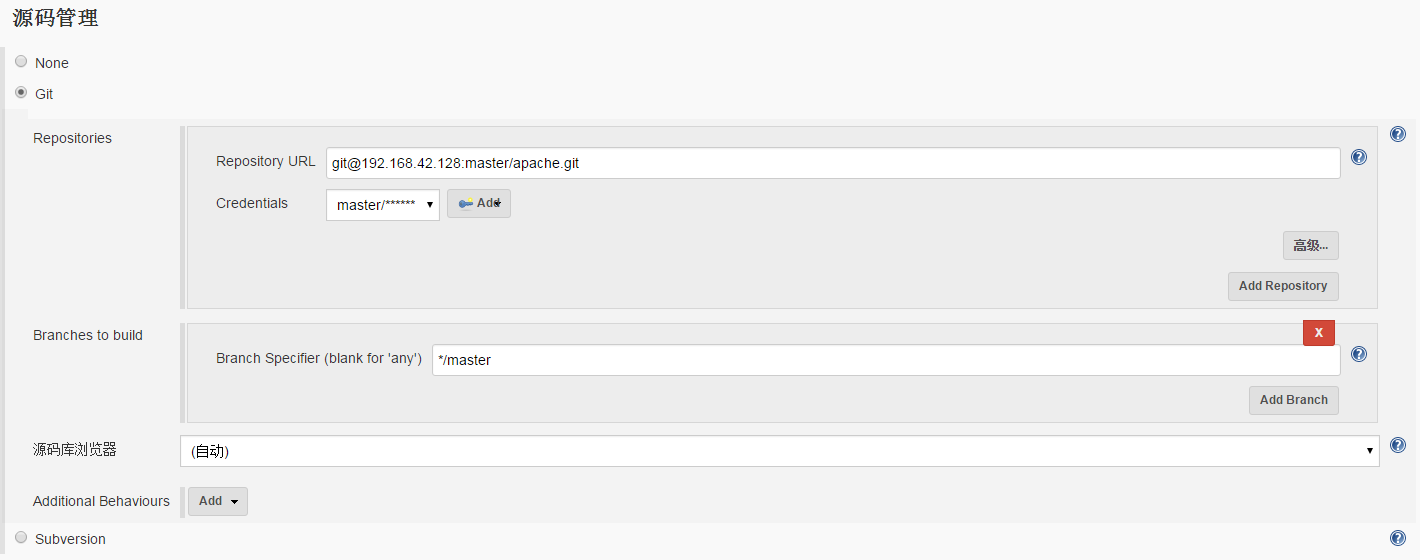 源码管理
None
Git
Repositories
Repository URL git@192.168.42.128:master/apache.git
Credentials master/****** Add
高级...
Add Repository
Branches to build
X
Branch Specifier (blank for 'any') */master
Add Branch
源码库浏览器 (自动)
Additional Behaviours Add
Subversion